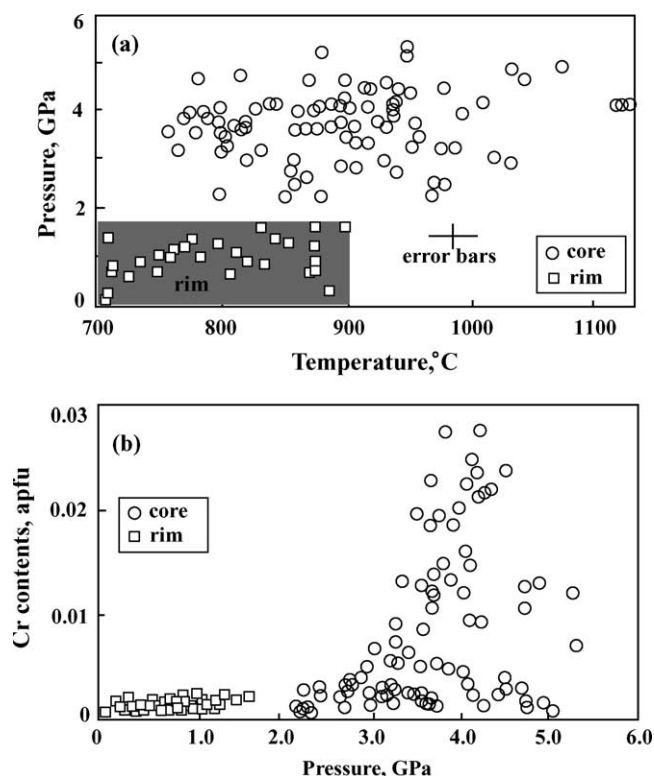 6
(a)
4
Pressure, GPa
2
rim
error bars
○ core
□ rim
0
700 800 900 1000 1100
Temperature,°C
0.03
(b)
○ core
□ rim
0.02
Cr contents, apfu
0.01
0
0 1.0 2.0 3.0 4.0 5.0 6.0
Pressure, GPa